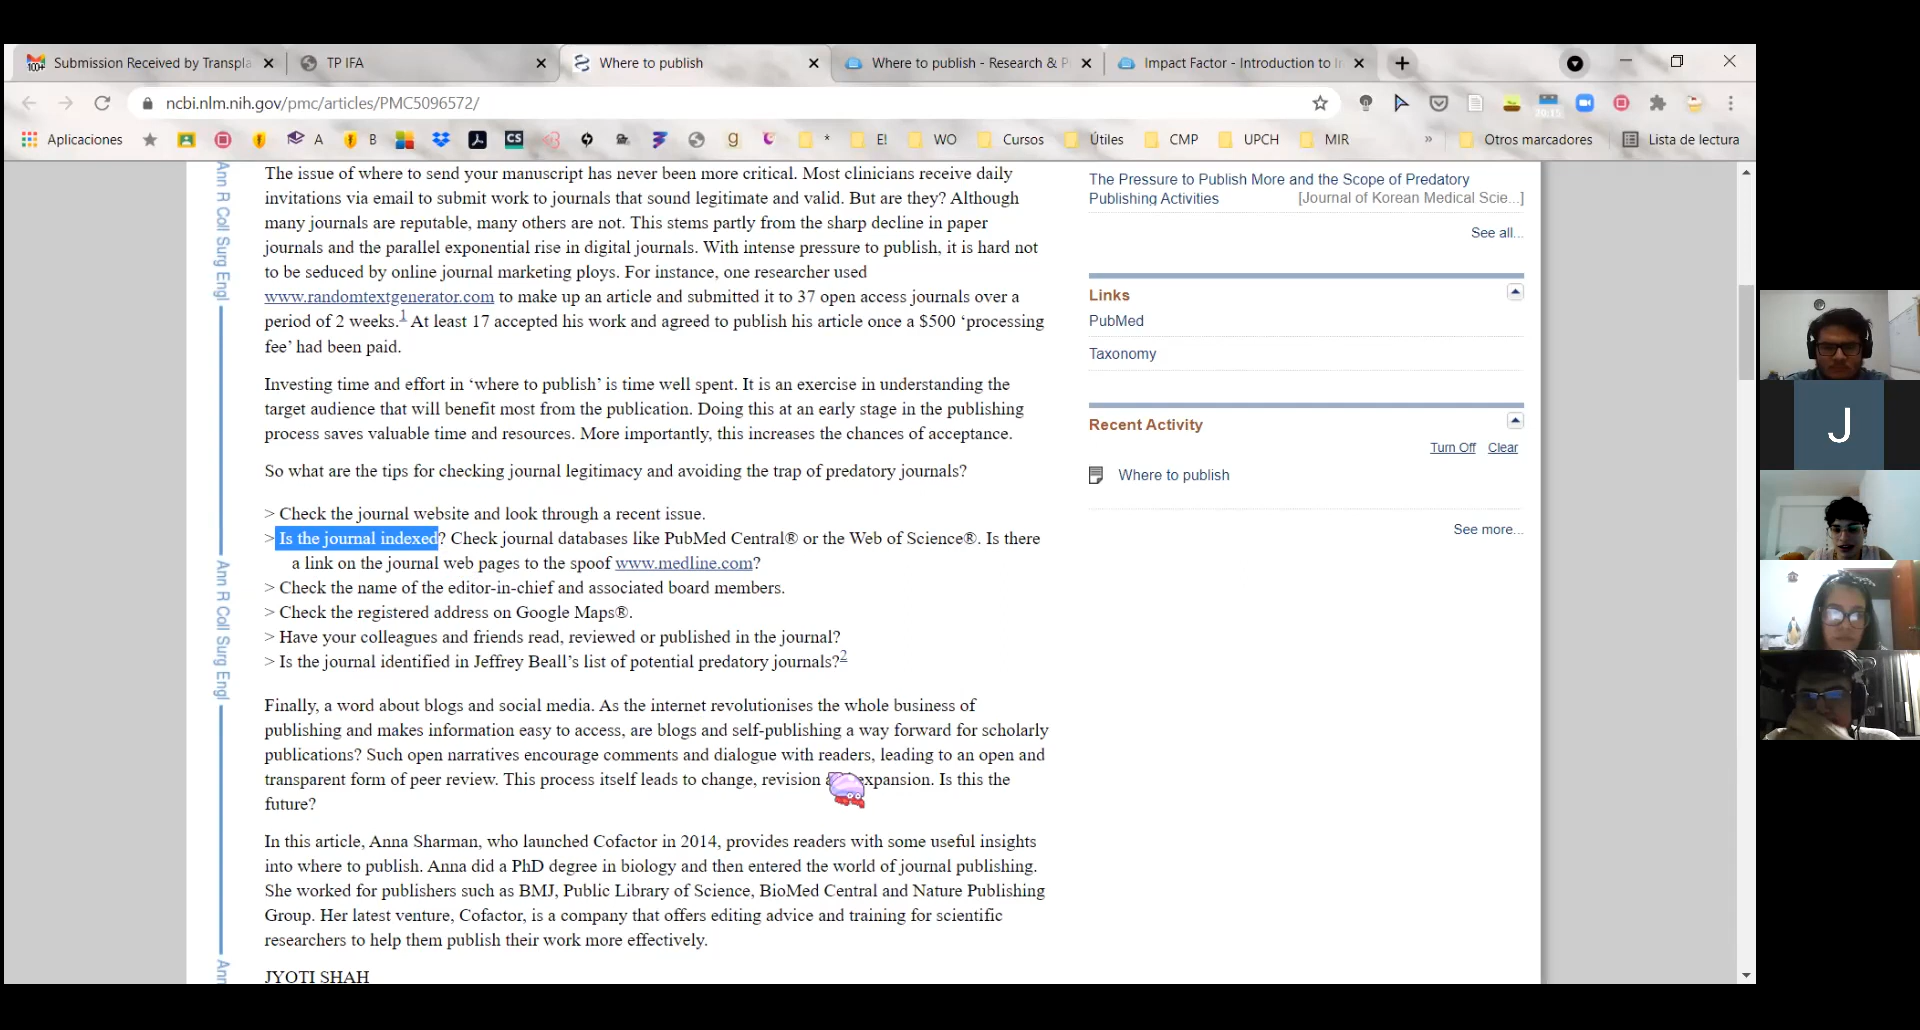 Submission Received by Transpla
TP IFA
Where to publish
Where to publish - Research & P
Impact Factor - Introduction to I
ncbi.nlm.nih.gov/pmc/articles/PMC5096572/
Aplicaciones
A
B
CS
g
*
E!
WO
Cursos
Útiles
CMP
UPCH
MIR
»
Otros marcadores
Lista de lectura
Ann R Coll Surg Engl
Ann R Coll Surg Engl
Ann
The issue of where to send your manuscript has never been more critical. Most clinicians receive daily
invitations via email to submit work to journals that sound legitimate and valid. But are they? Although
many journals are reputable, many others are not. This stems partly from the sharp decline in paper
journals and the parallel exponential rise in digital journals. With intense pressure to publish, it is hard not
to be seduced by online journal marketing ploys. For instance, one researcher used
www.randomtextgenerator.com to make up an article and submitted it to 37 open access journals over a
period of 2 weeks.1 At least 17 accepted his work and agreed to publish his article once a $500 ‘processing
fee’ had been paid.
Investing time and effort in ‘where to publish’ is time well spent. It is an exercise in understanding the
target audience that will benefit most from the publication. Doing this at an early stage in the publishing
process saves valuable time and resources. More importantly, this increases the chances of acceptance.
So what are the tips for checking journal legitimacy and avoiding the trap of predatory journals?
> Check the journal website and look through a recent issue.
> Is the journal indexed? Check journal databases like PubMed Central® or the Web of Science®. Is there
a link on the journal web pages to the spoof www.medline.com?
> Check the name of the editor-in-chief and associated board members.
> Check the registered address on Google Maps®.
> Have your colleagues and friends read, reviewed or published in the journal?
> Is the journal identified in Jeffrey Beall’s list of potential predatory journals?2
Finally, a word about blogs and social media. As the internet revolutionises the whole business of
publishing and makes information easy to access, are blogs and self-publishing a way forward for scholarly
publications? Such open narratives encourage comments and dialogue with readers, leading to an open and
transparent form of peer review. This process itself leads to change, revision expansion. Is this the
future?
In this article, Anna Sharman, who launched Cofactor in 2014, provides readers with some useful insights
into where to publish. Anna did a PhD degree in biology and then entered the world of journal publishing.
She worked for publishers such as BMJ, Public Library of Science, BioMed Central and Nature Publishing
Group. Her latest venture, Cofactor, is a company that offers editing advice and training for scientific
researchers to help them publish their work more effectively.
JYOTI SHAH
The Pressure to Publish More and the Scope of Predatory
Publishing Activities [Journal of Korean Medical Scie...]
See all...
Links
PubMed
Taxonomy
Recent Activity
Turn Off Clear
Where to publish
See more...
J